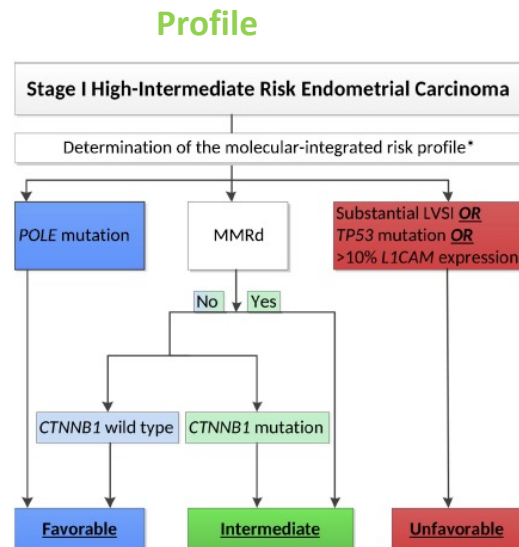 Profile
Stage I High-Intermediate Risk Endometrial Carcinoma
Determination of the molecular-integrated risk profile*
POLE mutation
MMRd
Substantial LVSI OR
TP53 mutation OR
>10% L1CAM expression
No
Yes
CTNNB1 wild type
CTNNB1 mutation
Favorable
Intermediate
Unfavorable